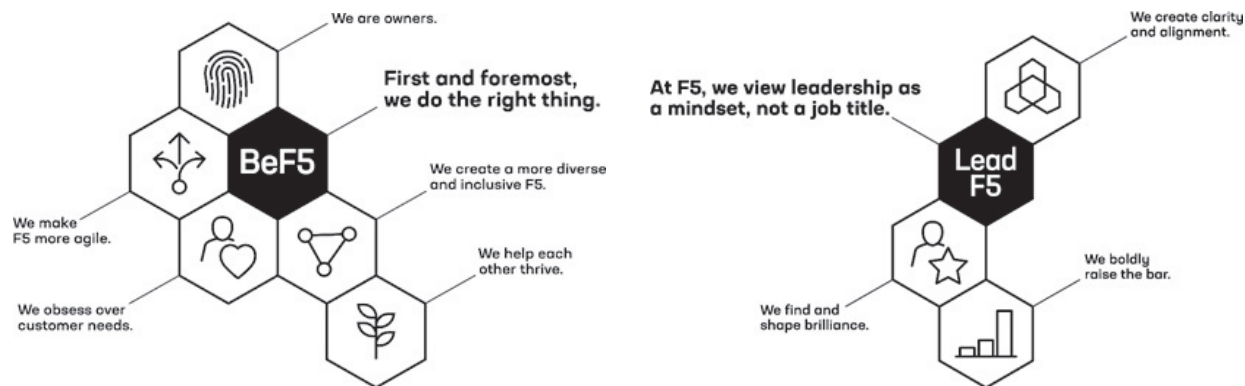 We are owners.
First and foremost,
we do the right thing.
BeF5
We create a more diverse
and inclusive F5.
We make
F5 more agile.
We help each
other thrive.
We obsess over
customer needs.
We create clarity
and alignment.
At F5, we view leadership as
a mindset, not a job title.
Lead
F5
We boldly
raise the bar.
We find and
shape brilliance.